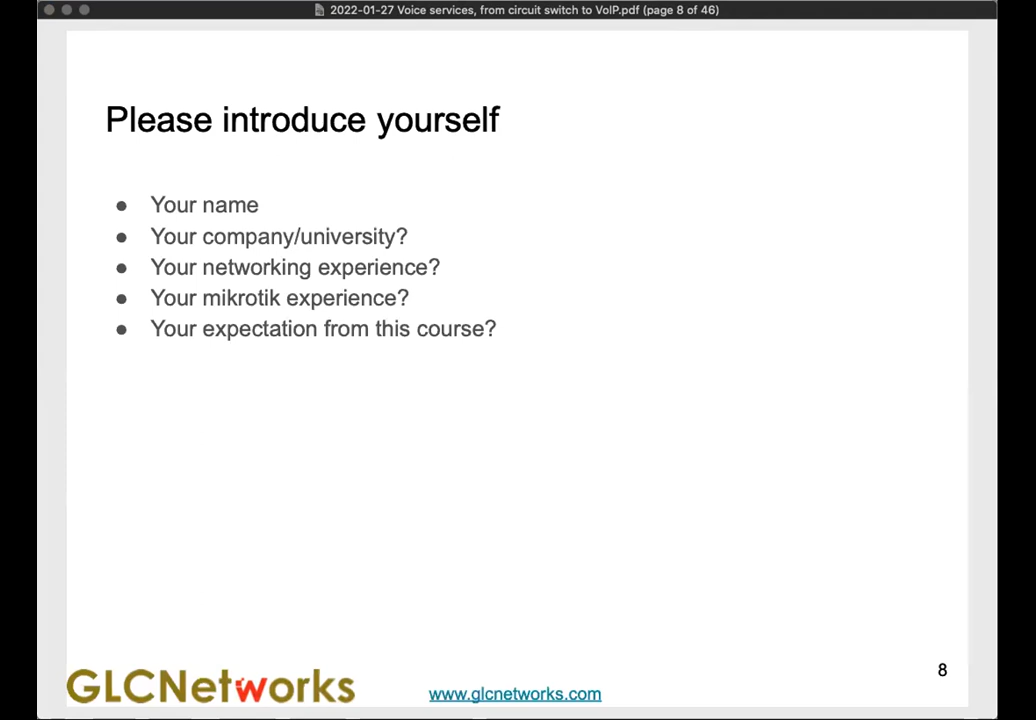 2022-01-27 Voice services, from circuit switch to VoIP.pdf (page 8 of 46)
Please introduce yourself
● Your name
● Your company/university?
● Your networking experience?
● Your mikrotik experience?
● Your expectation from this course?
8
GLCNetworks
www.glcnetworks.com